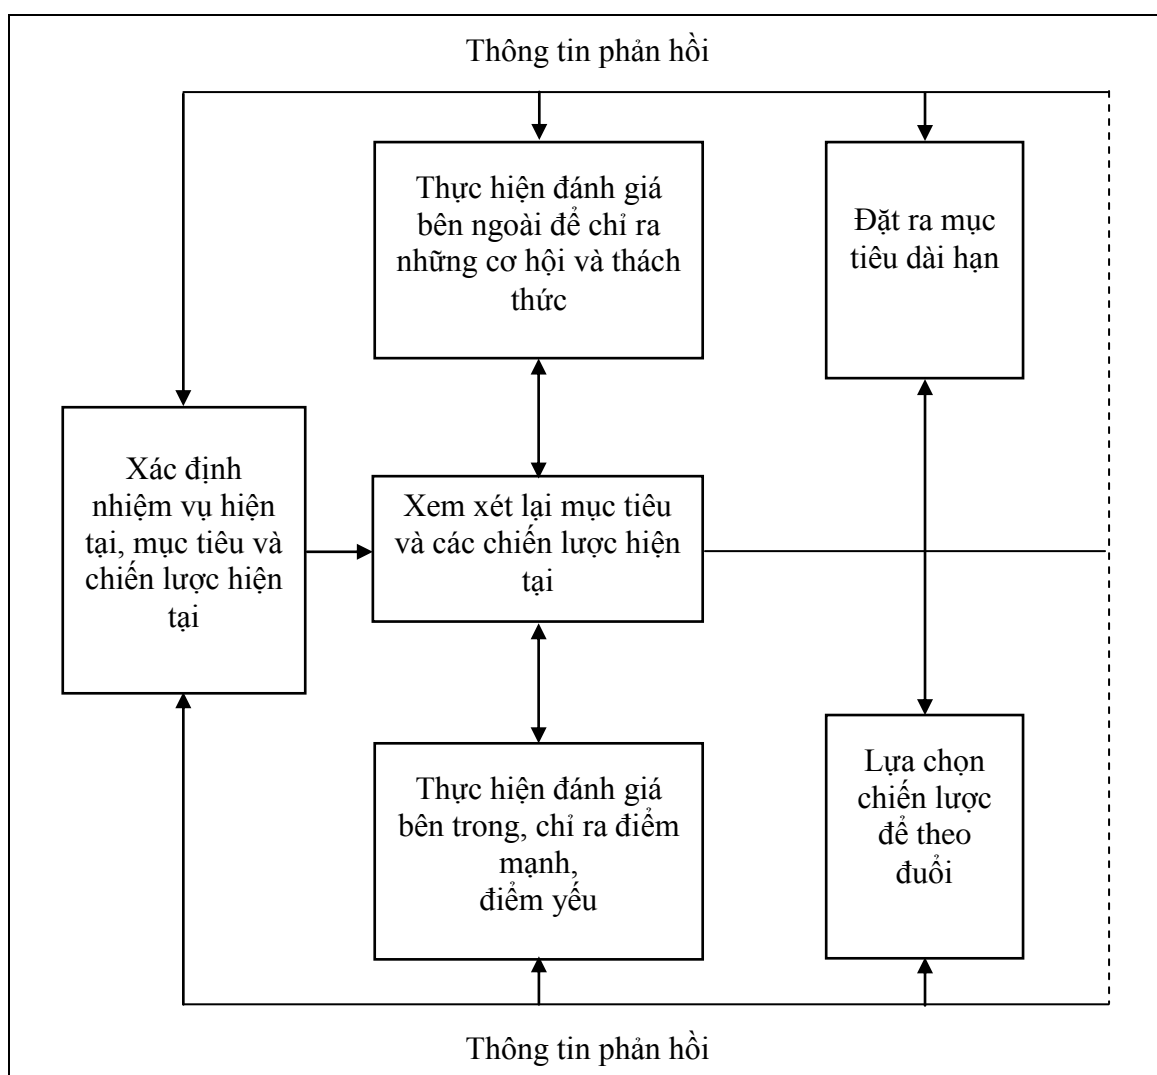 Thông tin phản hồi
Thực hiện đánh giá
bên ngoài để chỉ ra
những cơ hội và thách
thức
Đặt ra mục
tiêu dài hạn
Xác định
nhiệm vụ hiện
tại, mục tiêu và
chiến lược hiện
tại
Xem xét lại mục tiêu
và các chiến lược hiện
tại
Thực hiện đánh giá
bên trong, chỉ ra điểm
mạnh,
điểm yếu
Lựa chọn
chiến lược
để theo
đuổi
Thông tin phản hồi